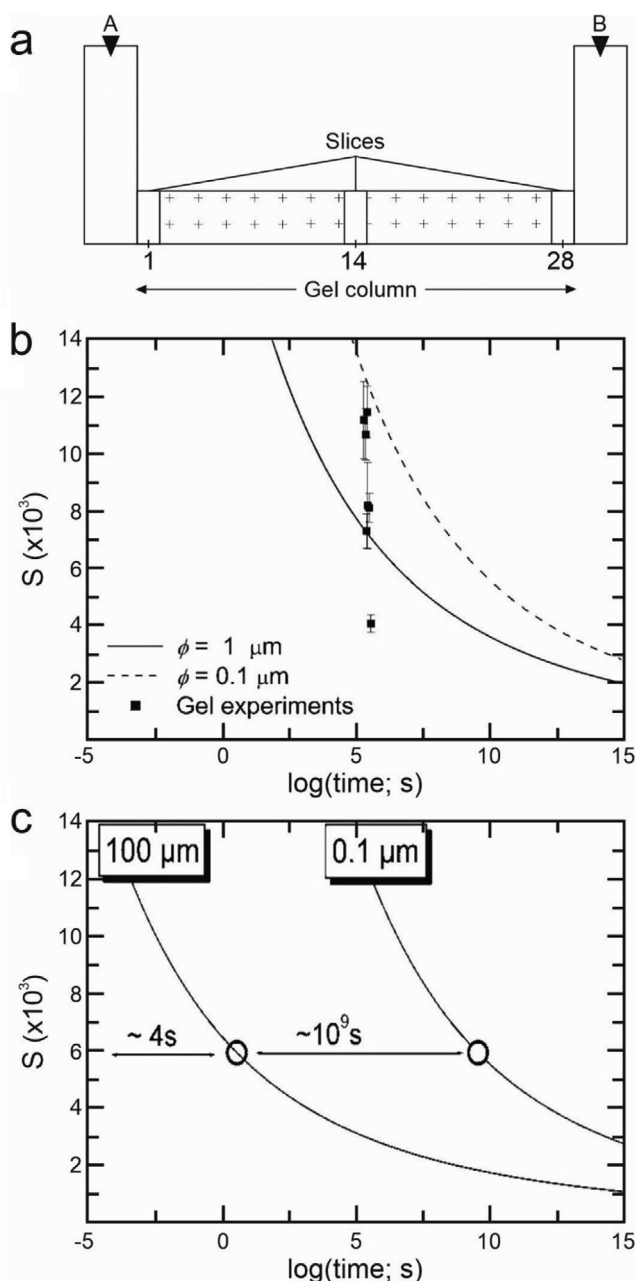 a
A
B
Slices
1
14
28
Gel column
b
14
12
10
8
6
4
2
S (x10³)
ϕ = 1 μm
ϕ = 0.1 μm
Gel experiments
-5
0
5
10
15
log(time; s)
c
14
12
10
8
6
4
2
S (x10³)
100 μm
0.1 μm
~ 4s
~10⁹s
-5
0
5
10
15
log(time; s)